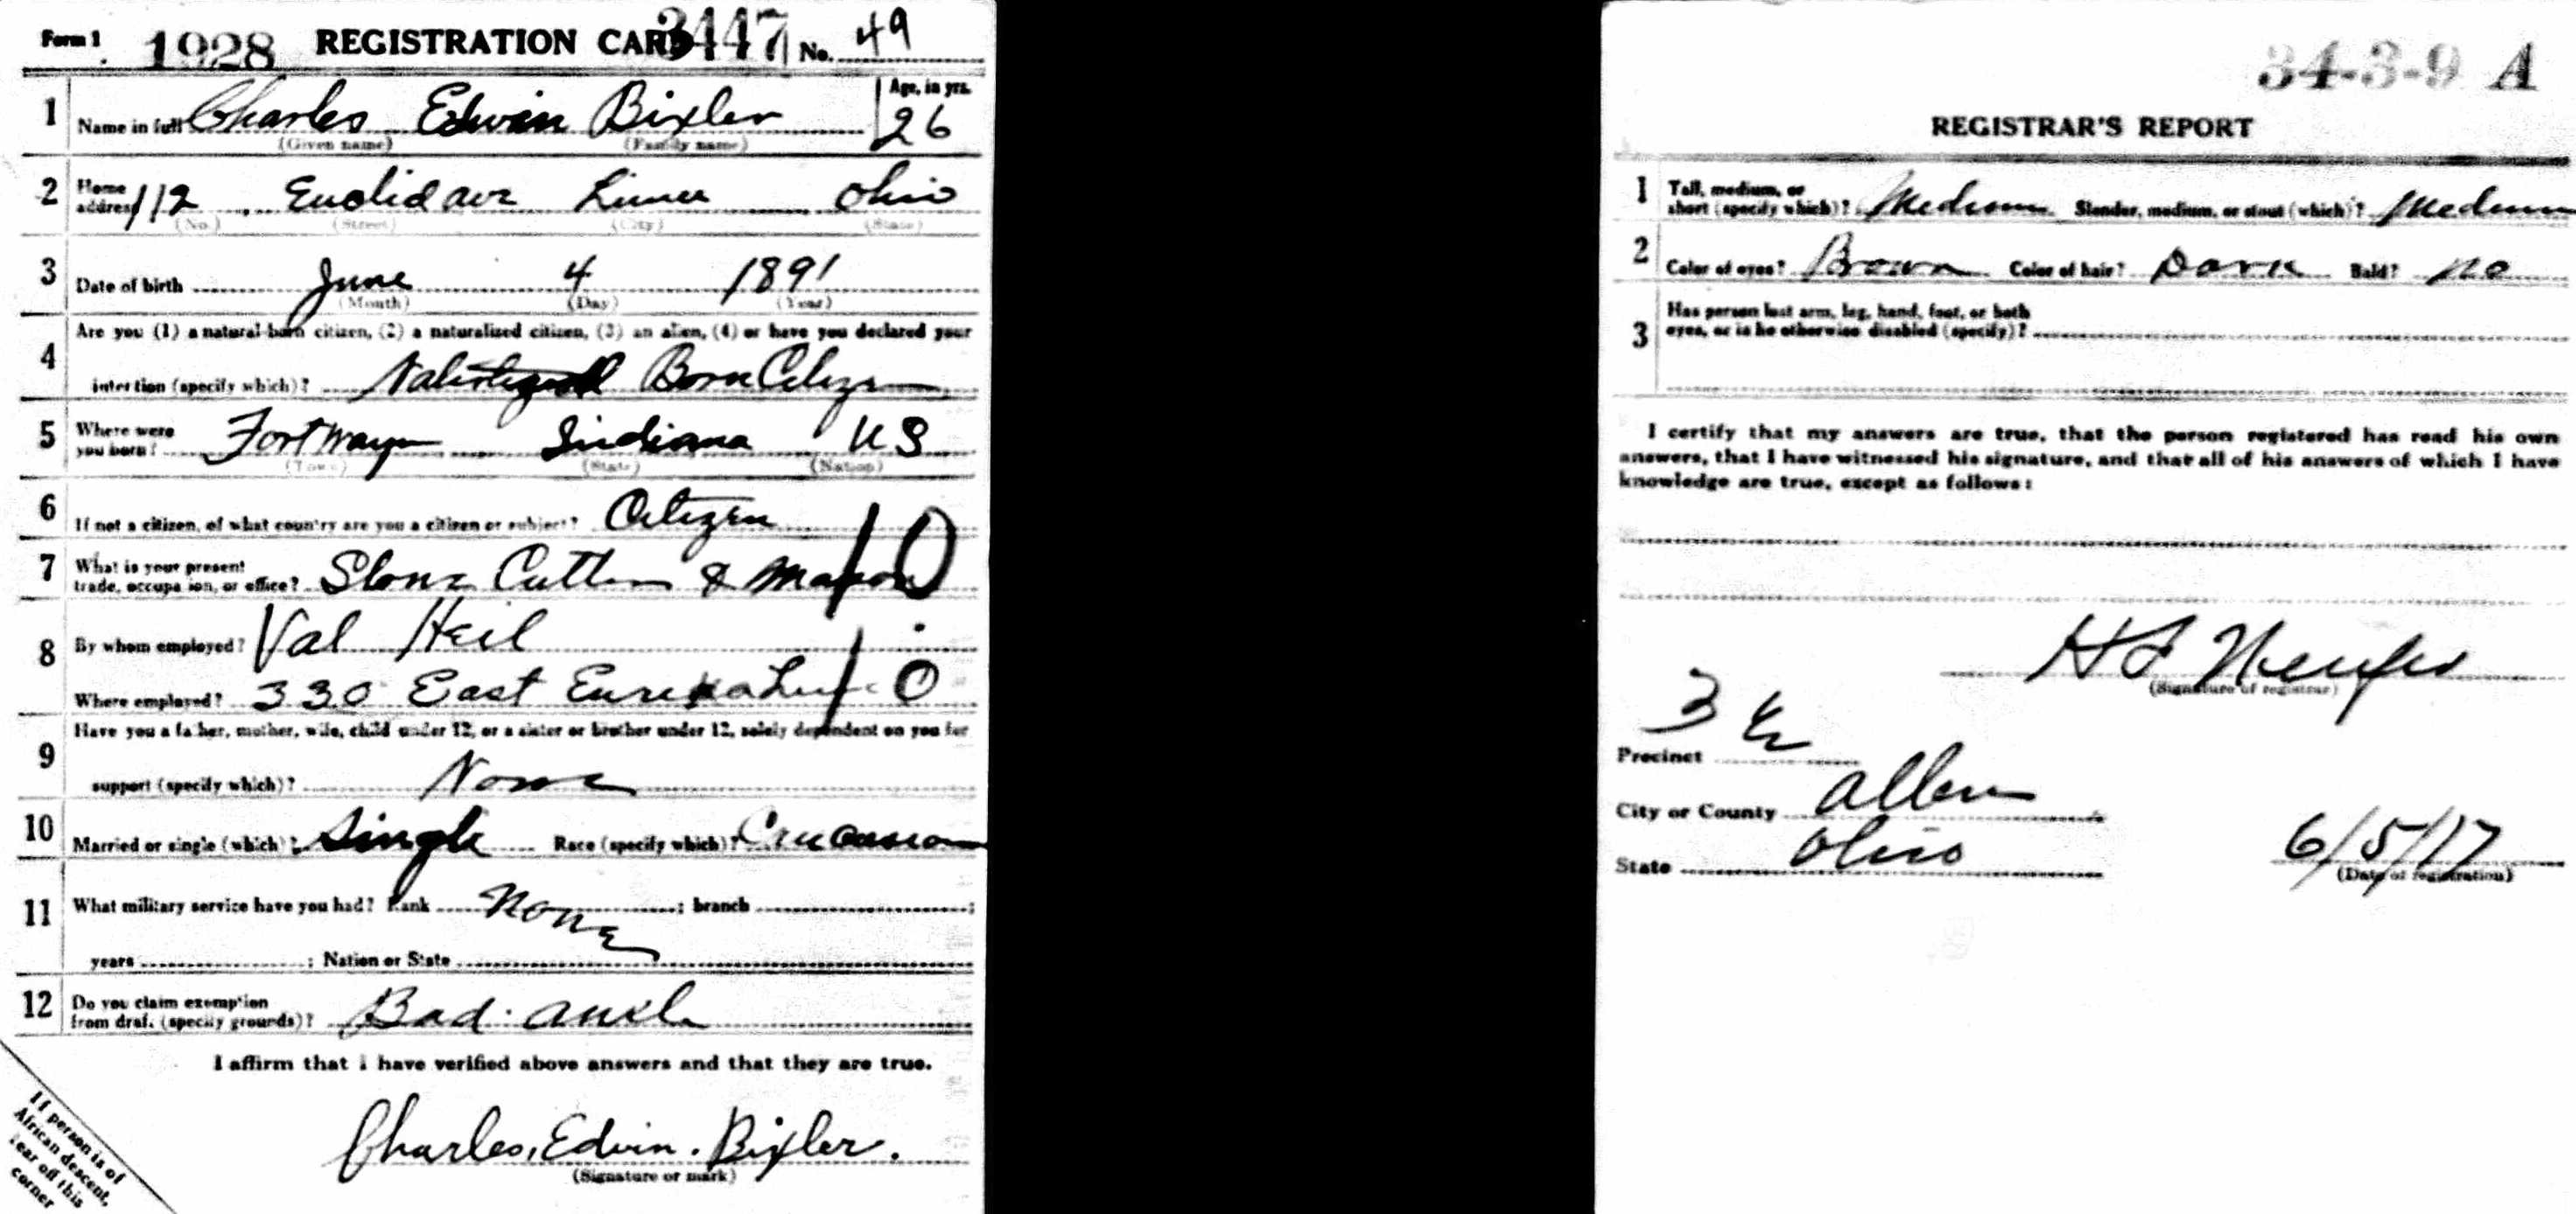 Form 1 1928 REGISTRATION CARD 3447 No. 49
1 Name in full Charles Edwin Bixler Age, in yrs. 26
(Given name) (Family name)
2 Home address 112 Euclid ave Lima Ohio
(No.) (Street) (City) (State)
3 Date of birth June 4 1891
(Month) (Day) (Year)
4 Are you (1) a natural-born citizen, (2) a naturalized citizen, (3) an alien, (4) or have you declared your
intention (specify which)? Born Citizen
5 Where were you born? Fort Wayne Indiana U S
(Town) (State) (Nation)
6 If not a citizen, of what country are you a citizen or subject? Citizen
7 What is your present trade, occupation, or office? Stone Cutter & Mason 10
8 By whom employed? Val Heil
Where employed? 330 East Eureka Lima O 10
9 Have you a father, mother, wife, child under 12, or a sister or brother under 12, solely dependent on you for
support (specify which)? None
10 Married or single (which)? Single Race (specify which)? Caucasian
11 What military service have you had? Rank None ; branch ;
years ; Nation or State
12 Do you claim exemption from draft (specify grounds)? Bad
I affirm that I have verified above answers and that they are true.
Charles. Edwin. Bixler.
(Signature or mark)
If person is of
African descent,
tear off this
corner
34-3-9 A
REGISTRAR'S REPORT
1 Tall, medium, or short (specify which)? Medium Slender, medium, or stout (which)? Medium
2 Color of eyes? Brown Color of hair? Dark Bald? No
3 Has person lost arm, leg, hand, foot, or both
eyes, or is he otherwise disabled (specify)?
I certify that my answers are true, that the person registered has read his own
answers, that I have witnessed his signature, and that all of his answers of which I have
knowledge are true, except as follows:
H
(Signature of registrar)
Precinct 3
City or County Allen
State Ohio 6/5/17
(Date of registration)